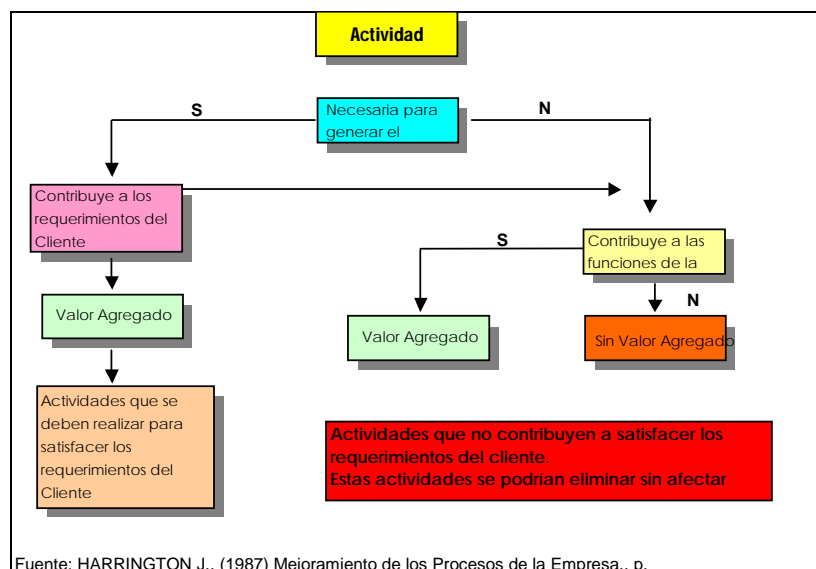 Actividad
S
Necesaria para
generar el
N
Contribuye a los
requerimientos del
Cliente
S
Contribuye a las
funciones de la
N
Valor Agregado
Valor Agregado
Sin Valor Agregado
Actividades que se
deben realizar para
satisfacer los
requerimientos del
Cliente
Actividades que no contribuyen a satisfacer los
requerimientos del cliente.
Estas actividades se podrían eliminar sin afectar
Fuente: HARRINGTON J., (1987) Mejoramiento de los Procesos de la Empresa., p.